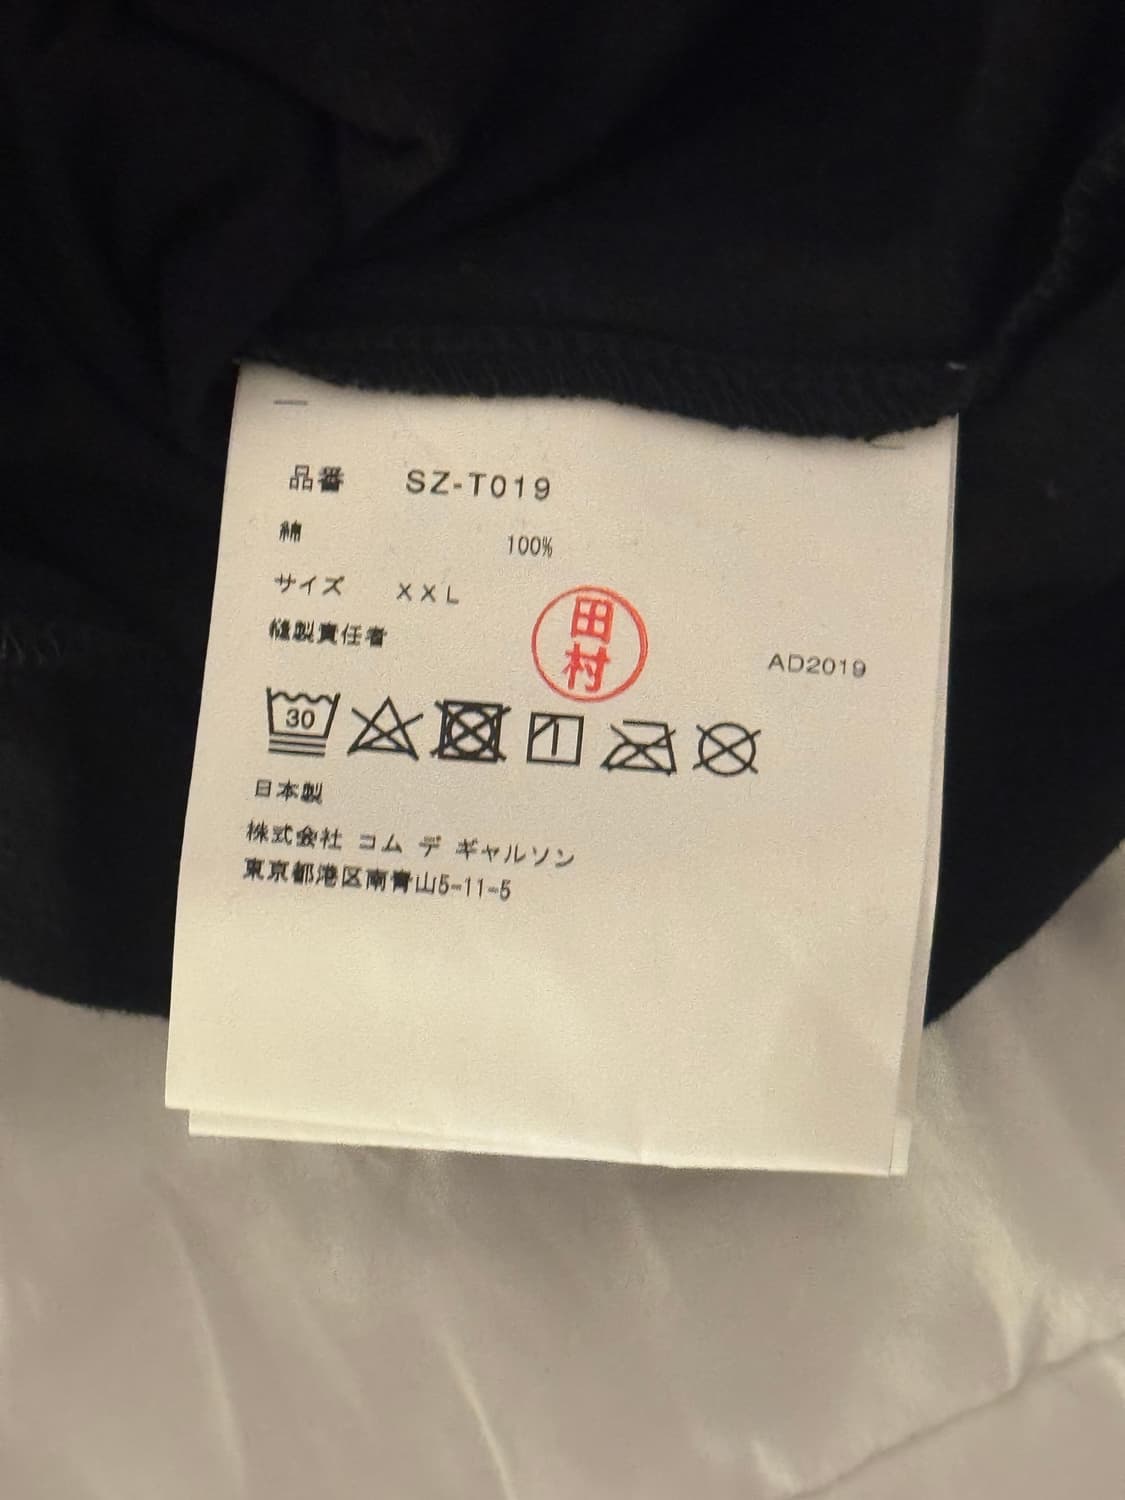 品番 SZ-T019
綿 100%
サイズ XXL
縫製責任者 田村
AD2019
30
日本製
株式会社 コム デ ギャルソン
東京都港区南青山5-11-5